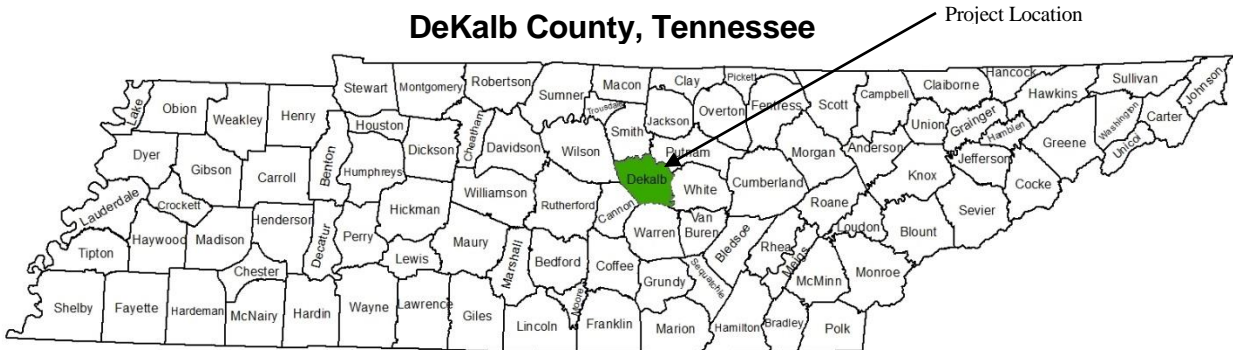 Project Location
DeKalb County, Tennessee
Lake
Obion
Weakley
Henry
Stewart
Montgomery
Robertson
Sumner
Macon
Trousdale
Clay
Pickett
Overton
Fentress
Scott
Campbell
Claiborne
Hancock
Hawkins
Sullivan
Johnson
Carter
Washington
Unicoi
Greene
Hamblen
Grainger
Union
Anderson
Morgan
Putnam
Jackson
Smith
Wilson
Davidson
Cheatham
Dickson
Houston
Humphreys
Benton
Carroll
Gibson
Dyer
Lauderdale
Crockett
Tipton
Haywood
Madison
Henderson
Chester
Decatur
Perry
Hickman
Lewis
Maury
Williamson
Rutherford
Cannon
Dekalb
White
Cumberland
Van
Buren
Warren
Coffee
Bedford
Marshall
Moore
Grundy
Sequatchie
Bledsoe
Rhea
Meigs
Roane
Loudon
Knox
Jefferson
Cocke
Sevier
Blount
Monroe
McMinn
Polk
Bradley
Hamilton
Marion
Franklin
Lincoln
Giles
Lawrence
Wayne
Hardin
McNairy
Hardeman
Fayette
Shelby